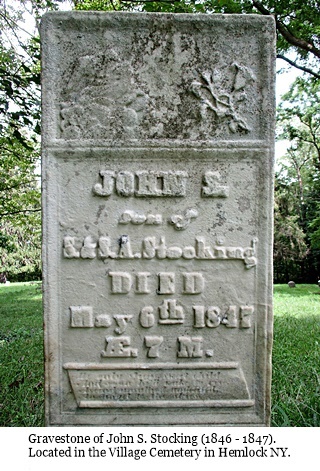 JOHN S.
Son of
S. & A. Stocking
DIED
May 6th 1847
Æ. 7 M.
Gravestone of John S. Stocking (1846 - 1847).
Located in the Village Cemetery in Hemlock NY.